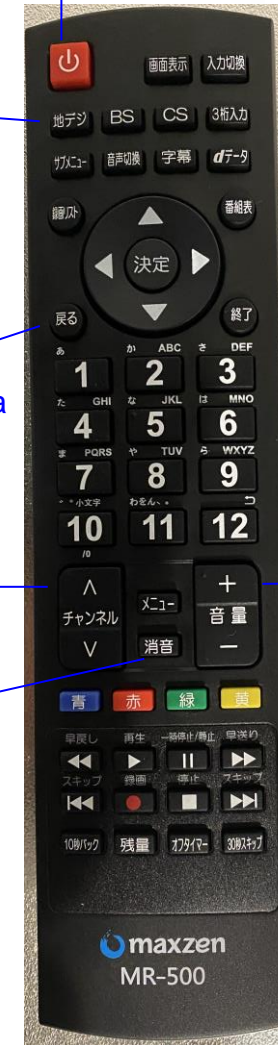 画面表示 入力切換
地デジ BS CS 3桁入力
サブメニュー 音声切換 字幕 dデータ
録画リスト 番組表
決定
戻る 終了
あ か ABC さ DEF
1 2 3
た GHI な JKL は MNO
4 5 6
a
ま PQRS や TUV ら WXYZ
7 8 9
小文字 わをん、。
10 11 12
/0
チャンネル メニュー + 音量 −
消音
青 赤 緑 黄
早戻し 再生 一時停止/静止 早送り
スキップ 録画 停止 スキップ
10秒バック 残量 オフタイマー 30秒スキップ
maxzen
MR-500